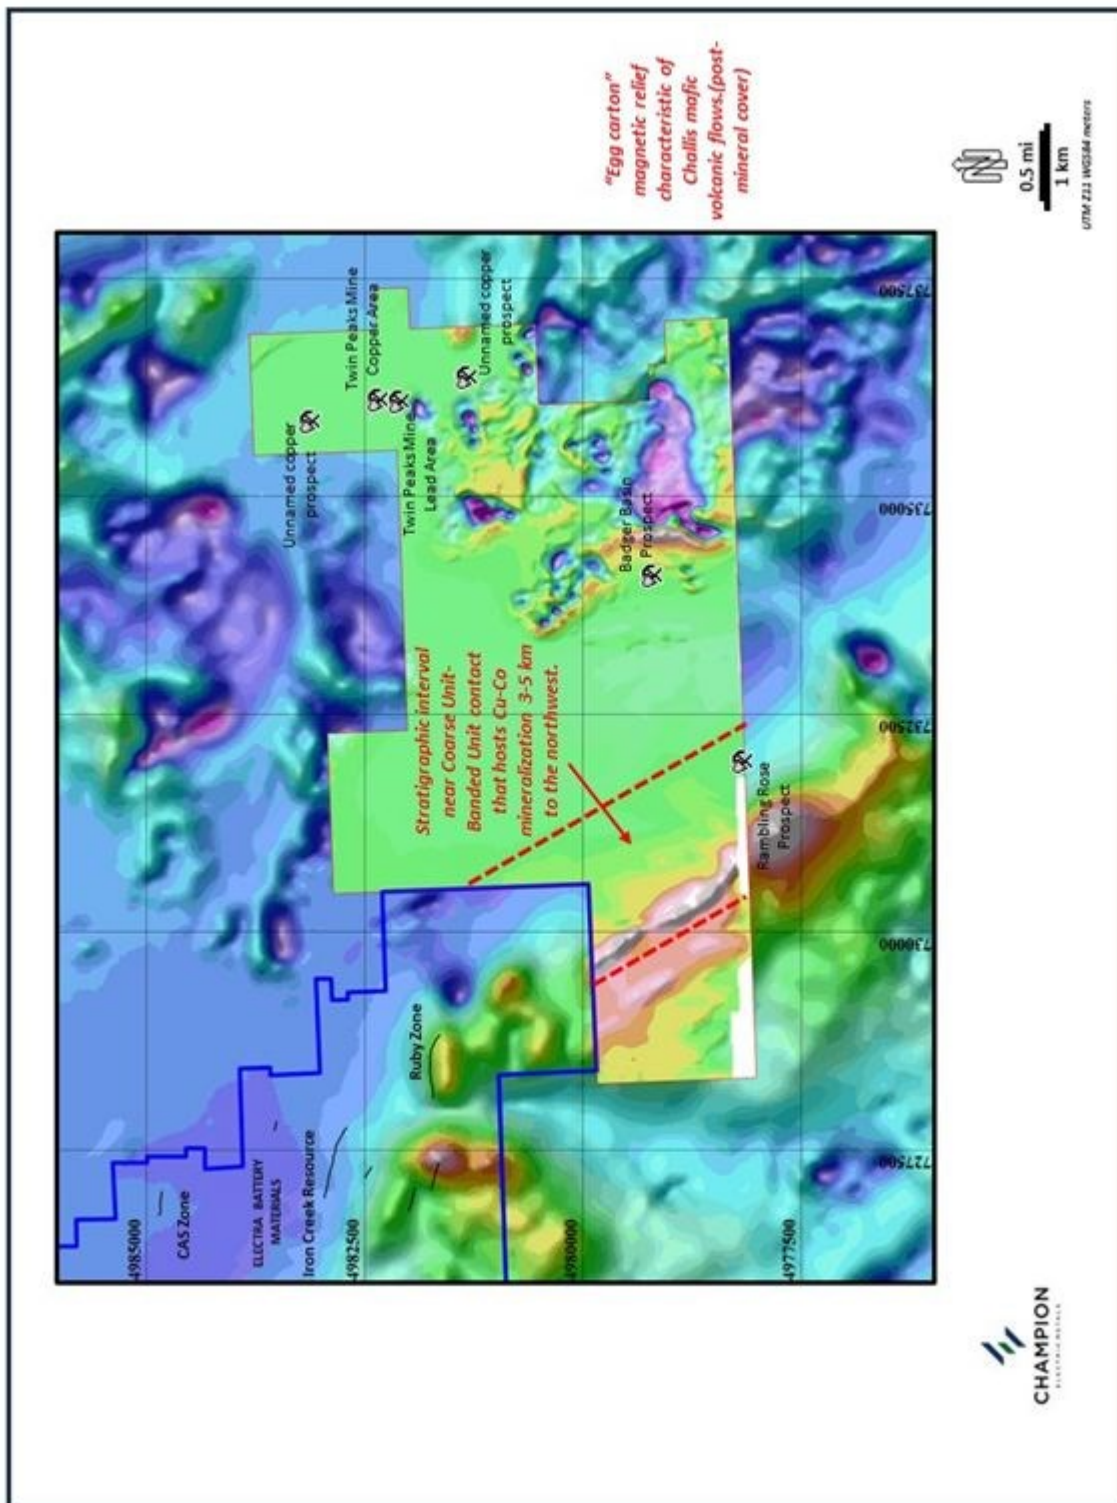 "Egg carton"
magnetic relief
characteristic of
Challis mafic
volcanic flows.(post-
mineral cover)
0.5 mi
1 km
UTM Z11 WGS84 meters
Unnamed copper
prospect
Twin Peaks Mine
Copper Area
Twin Peaks Mine
Lead Area
Unnamed copper
prospect
Badger Basin
Prospect
Stratigraphic interval
near Coarse Unit-
Banded Unit contact
that hosts Cu-Co
mineralization 3-5 km
to the northwest.
Rambling Rose
Prospect
Ruby Zone
CAS Zone
ELECTRA BATTERY
MATERIALS
Iron Creek Resource
4985000
4982500
4980000
4977500
727500
730000
732500
735000
737500
CHAMPION
ELECTRIC METALS